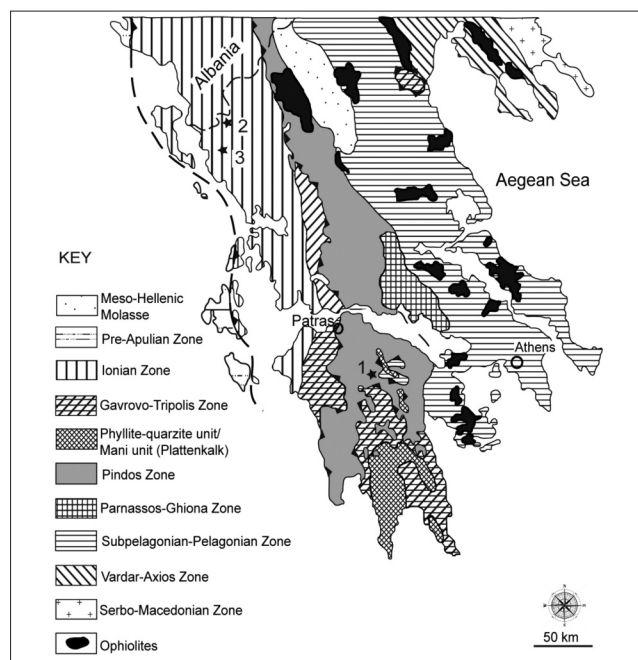 Albania
2
3
Aegean Sea
KEY
Meso-Hellenic
Molasse
Pre-Apulian Zone
Ionian Zone
Gavrovo-Tripolis Zone
Phyllite-quarzite unit/
Mani unit (Plattenkalk)
Pindos Zone
Parnassos-Ghiona Zone
Subpelagonian-Pelagonian Zone
Vardar-Axios Zone
Serbo-Macedonian Zone
Ophiolites
Patras
Athens
1
50 km